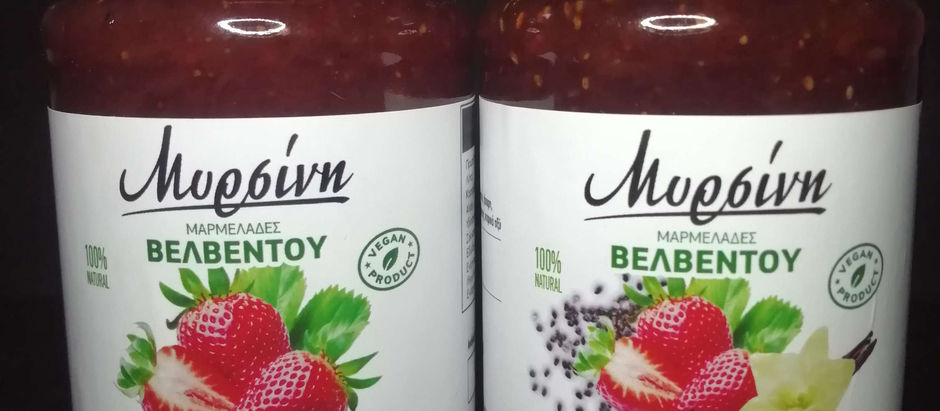 Μυρσίνη
ΜΑΡΜΕΛΑΔΕΣ
ΒΕΛΒΕΝΤΟΥ
100%
NATURAL
VEGAN
PRODUCT
Μυρσίνη
ΜΑΡΜΕΛΑΔΕΣ
ΒΕΛΒΕΝΤΟΥ
100%
NATURAL
VEGAN
PRODUCT